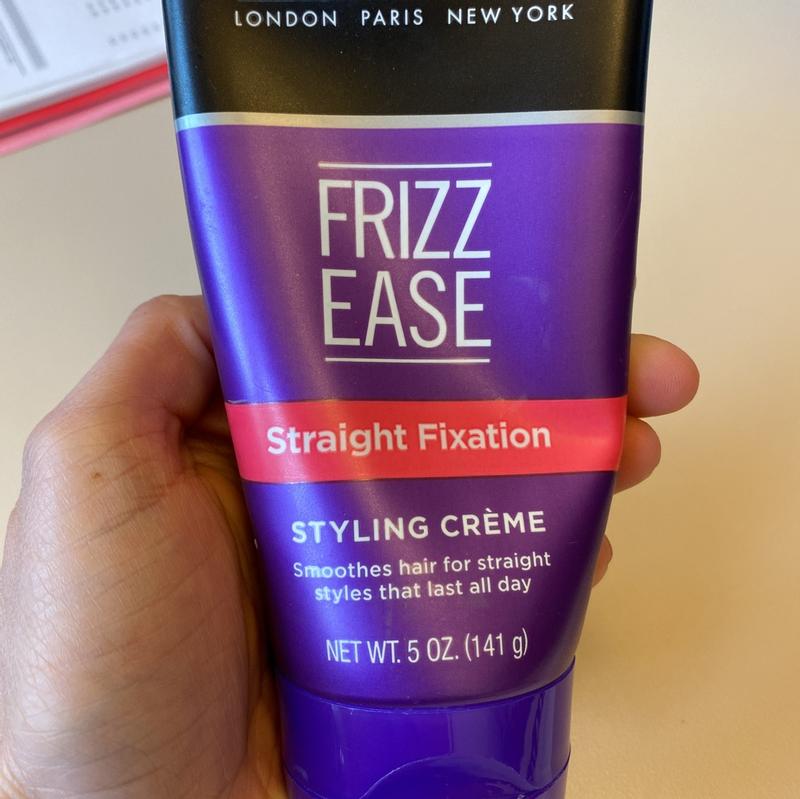 LONDON PARIS NEW YORK
FRIZZ
EASE
Straight Fixation
STYLING CRÈME
Smoothes hair for straight
styles that last all day
NET WT. 5 OZ. (141 g)